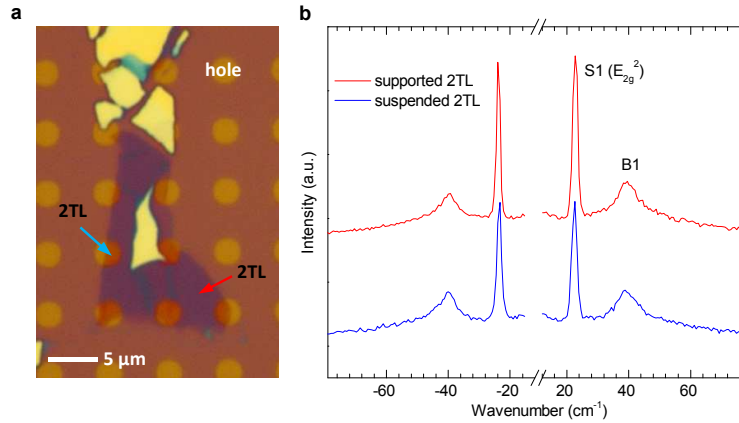 a
hole
2TL
2TL
5 μm
b
supported 2TL
suspended 2TL
S1 (E₂g²)
B1
Intensity (a.u.)
-60 -40 -20 20 40 60
Wavenumber (cm⁻¹)